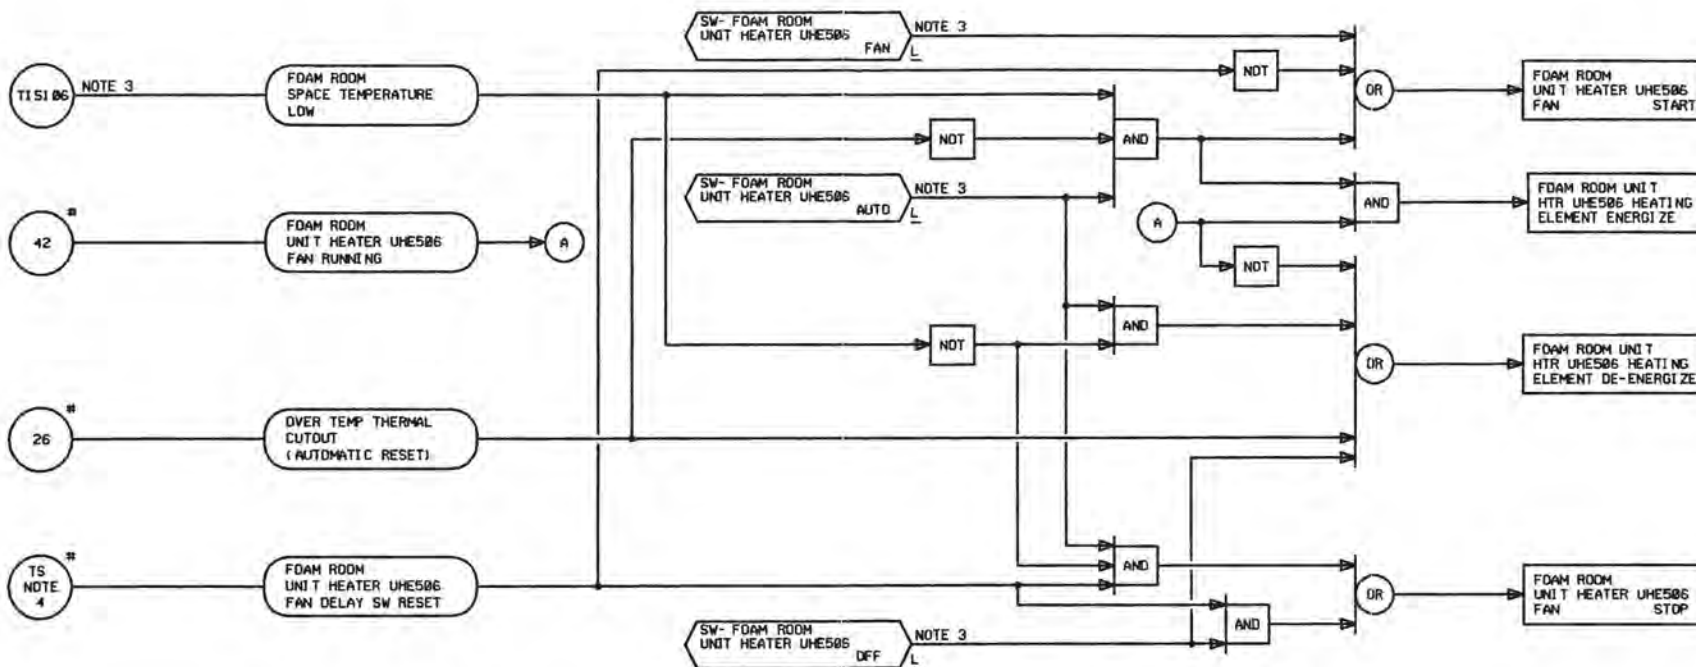 SW- FOAM ROOM
UNIT HEATER UHE506
FAN
NOTE 3
L
NOT
OR
FOAM ROOM
UNIT HEATER UHE506
FAN START
TISI06
NOTE 3
FOAM ROOM
SPACE TEMPERATURE
LOW
NOT
AND
SW- FOAM ROOM
UNIT HEATER UHE506
AUTO
NOTE 3
L
A
AND
FOAM ROOM UNIT
HTR UHE506 HEATING
ELEMENT ENERGIZE
42
#
FOAM ROOM
UNIT HEATER UHE506
FAN RUNNING
A
NOT
NOT
AND
OR
FOAM ROOM UNIT
HTR UHE506 HEATING
ELEMENT DE-ENERGIZE
26
#
OVER TEMP THERMAL
CUTOUT
(AUTOMATIC RESET)
TS
NOTE
4
#
FOAM ROOM
UNIT HEATER UHE506
FAN DELAY SW RESET
AND
OR
FOAM ROOM
UNIT HEATER UHE506
FAN STOP
AND
SW- FOAM ROOM
UNIT HEATER UHE506
OFF
NOTE 3
L